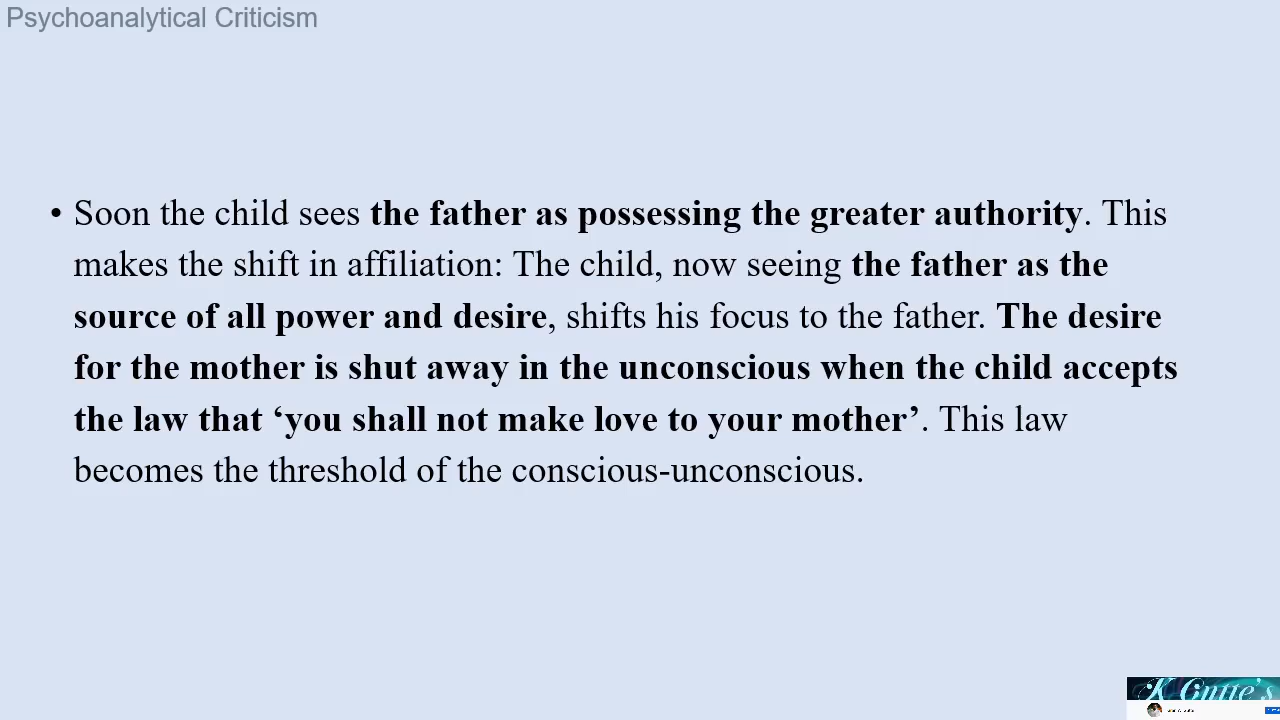 Psychoanalytical Criticism
• Soon the child sees the father as possessing the greater authority. This
makes the shift in affiliation: The child, now seeing the father as the
source of all power and desire, shifts his focus to the father. The desire
for the mother is shut away in the unconscious when the child accepts
the law that ‘you shall not make love to your mother’. This law
becomes the threshold of the conscious-unconscious.